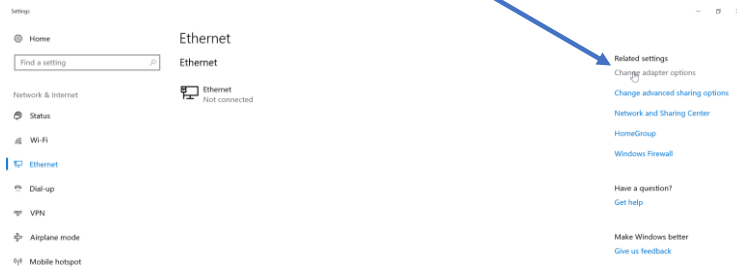 Settings
Home
Find a setting
Network & Internet
Status
Wi-Fi
Ethernet
Dial-up
VPN
Airplane mode
Mobile hotspot
Ethernet
Ethernet
Ethernet
Not connected
Related settings
Change adapter options
Change advanced sharing options
Network and Sharing Center
HomeGroup
Windows Firewall
Have a question?
Get help
Make Windows better
Give us feedback